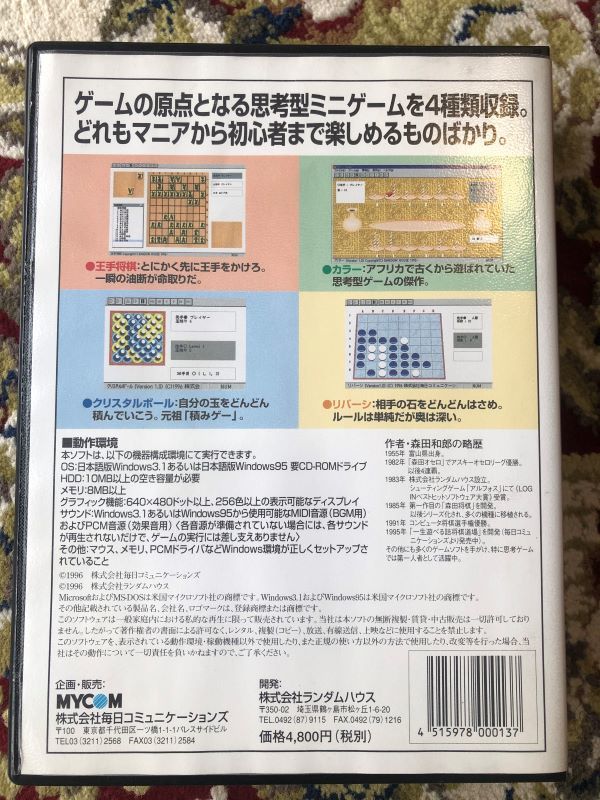 ゲームの原点となる思考型ミニゲームを4種類収録。
どれもマニアから初心者まで楽しめるものばかり。
●王手将棋：とにかく先に王手をかけろ。
一瞬の油断が命取りだ。
●カラー：アフリカで古くから遊ばれていた
思考型ゲームの傑作。
クリスタルボール (Version 1.0) (C)1996 株式会社
NUM
リバーシ (Version1.0) (C) 1996 株式会社毎日コミュニケーション
NUM
●クリスタルボール：自分の玉をどんどん
積んでいこう。元祖「積みゲー」。
●リバーシ：相手の石をどんどんはさめ。
ルールは単純だが奥は深い。
■動作環境
本ソフトは、以下の機器構成環境にて実行できます。
OS：日本語版Windows3.1あるいは日本語版Windows95 要CD-ROMドライブ
HDD：10MB以上の空き容量が必要
メモリ：8MB以上
グラフィック機能：640×480ドット以上、256色以上の表示可能なディスプレイ
サウンド：Windows3.1あるいはWindows95から使用可能なMIDI音源（BGM用）
およびPCM音源（効果音用）〈各音源が準備されていない場合には、各サウンド
が再生されないだけで、ゲームの実行には差し支えありません〉
その他：マウス、メモリ、PCMドライバなどWindows環境が正しくセットアップされて
いること
作者・森田和郎の略歴
1955年 富山県出身。
1982年 「森田オセロ」でアスキーオセロリーグ優勝。
以後4連覇。
1983年 株式会社ランダムハウス設立。
シューティングゲーム「アルフォス」にて（LOG
INベストヒットソフトウェア大賞）受賞。
1985年 第一作目の「森田将棋」を開発。
以後シリーズ化され、多くの機種に移植される。
1991年 コンピュータ将棋選手権優勝。
1995年 「一生遊べる詰将棋道場」を開発（毎日コミ
ュニケーションズより発売中）。
その他にも多くのゲームソフトを手がけ、特に思考ゲーム
では第一人者として活躍中。
©1996 株式会社毎日コミュニケーションズ
©1996 株式会社ランダムハウス
MicrosoftおよびMS-DOSは米国マイクロソフト社の商標です。Windows3.1およびWindows95は米国マイクロソフト社の商標です。
その他記載されている製品名、会社名、ロゴマークは、登録商標または商標です。
このソフトウェアは一般家庭内における私的な再生に限って販売されています。当社は本ソフトの無断複製・賃貸・中古販売は一切許可しており
ません。したがって著作権者の書面による許可なく、レンタル、複製（コピー）、放送、有線送信、上映などに使用することを禁止します。
このソフトウェアを、表示されている動作環境・稼動機種以外で使用したり、また正規の使い方以外の方法で使用したり、改変等を行った場合、当
社はその動作について一切責任を負いかねますので、ご了承ください。
企画・販売：
MYCOM
株式会社毎日コミュニケーションズ
〒100 東京都千代田区一ツ橋1-1-1パレスサイドビル
TEL03(3211)2568 FAX03(3211)2584
開発：
株式会社ランダムハウス
〒350-02 埼玉県鶴ヶ島市松ヶ丘1-6-20
TEL.0492(87)9115 FAX.0492(79)1216
価格4,800円（税別）
4 515978 000137